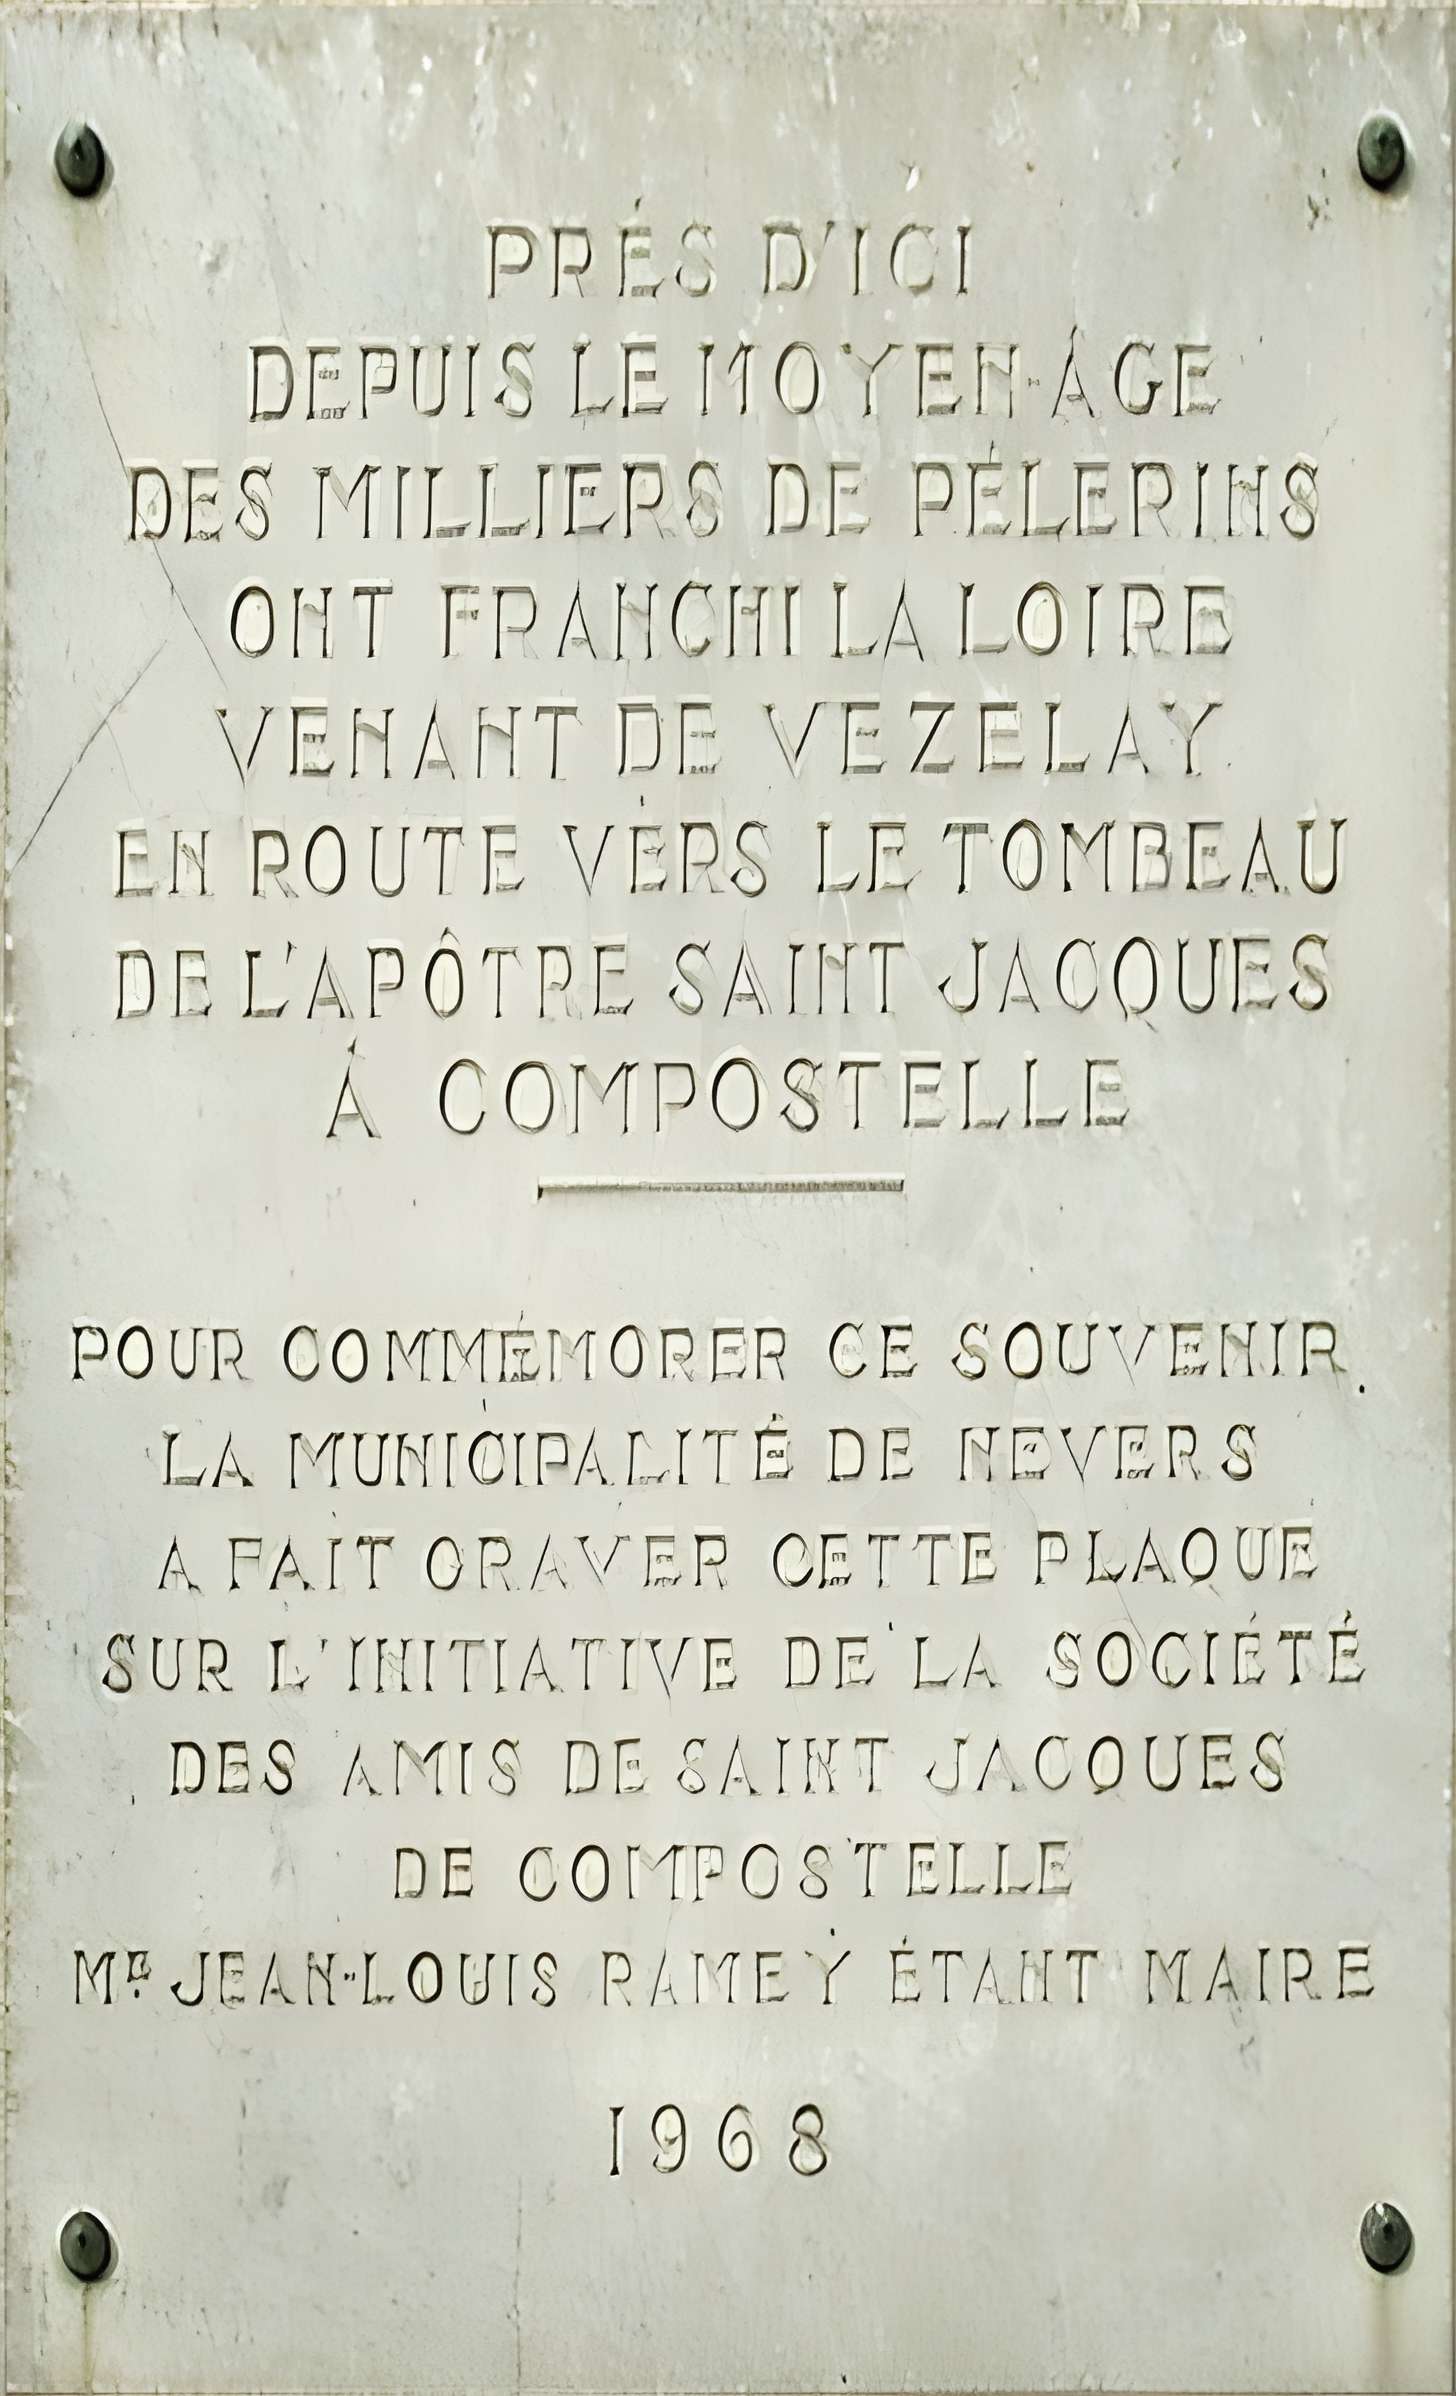 PRÉS D'ICI
DEPUIS LE MOYEN-ÂGE
DES MILLIERS DE PÉLERINS
ONT FRANCHI LA LOIRE
VENANT DE VEZELAY
EN ROUTE VERS LE TOMBEAU
DE L'APÔTRE SAINT JACQUES
À COMPOSTELLE
POUR COMMÉMORER CE SOUVENIR
LA MUNICIPALITÉ DE NEVERS
A FAIT GRAVER CETTE PLAQUE
SUR L'INITIATIVE DE LA SOCIÉTÉ
DES AMIS DE SAINT JACQUES
DE COMPOSTELLE
MR JEAN-LOUIS RAMEY ÉTANT MAIRE
1968